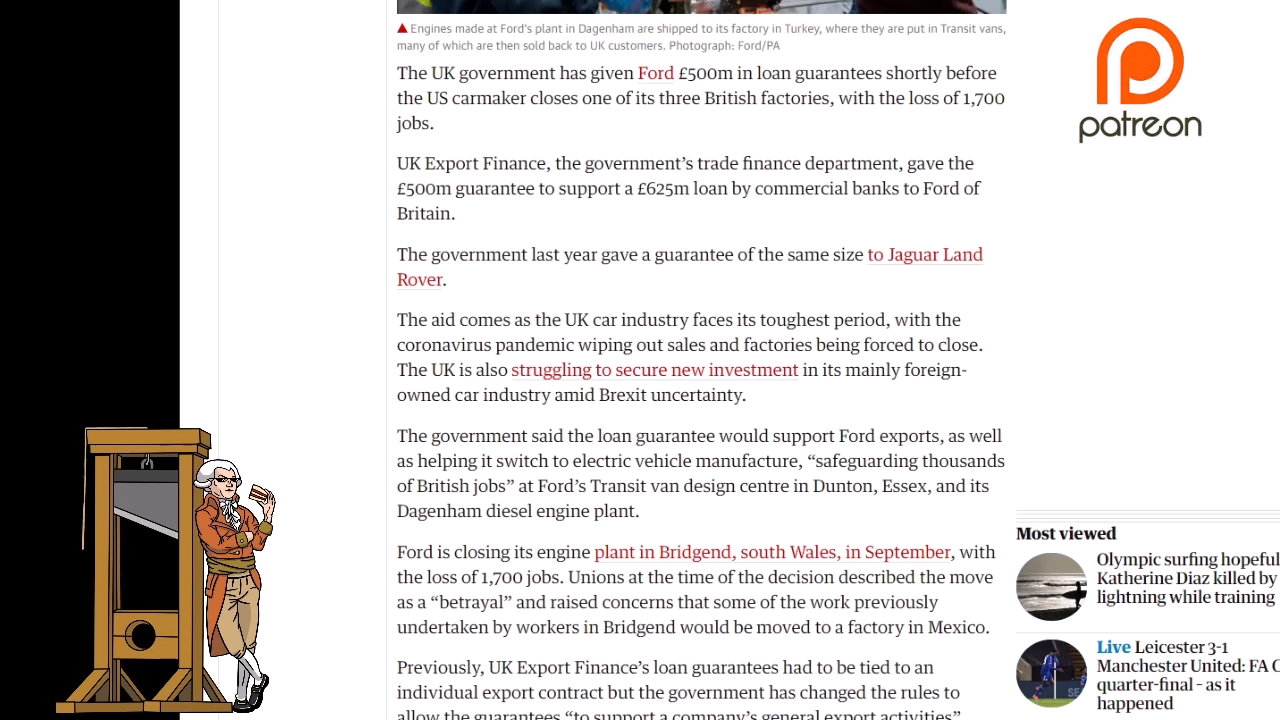 Engines made at Ford's plant in Dagenham are shipped to its factory in Turkey, where they are put in Transit vans,
many of which are then sold back to UK customers. Photograph: Ford/PA
The UK government has given Ford £500m in loan guarantees shortly before
the US carmaker closes one of its three British factories, with the loss of 1,700
jobs.
UK Export Finance, the government's trade finance department, gave the
£500m guarantee to support a £625m loan by commercial banks to Ford of
Britain.
The government last year gave a guarantee of the same size to Jaguar Land
Rover.
The aid comes as the UK car industry faces its toughest period, with the
coronavirus pandemic wiping out sales and factories being forced to close.
The UK is also struggling to secure new investment in its mainly foreign-
owned car industry amid Brexit uncertainty.
The government said the loan guarantee would support Ford exports, as well
as helping it switch to electric vehicle manufacture, “safeguarding thousands
of British jobs” at Ford's Transit van design centre in Dunton, Essex, and its
Dagenham diesel engine plant.
Ford is closing its engine plant in Bridgend, south Wales, in September, with
the loss of 1,700 jobs. Unions at the time of the decision described the move
as a “betrayal” and raised concerns that some of the work previously
undertaken by workers in Bridgend would be moved to a factory in Mexico.
Previously, UK Export Finance's loan guarantees had to be tied to an
individual export contract but the government has changed the rules to
allow the guarantees “to support a company's general export activities”
patreon
Most viewed
Olympic surfing hopeful
Katherine Diaz killed by
lightning while training
Live Leicester 3-1
Manchester United: FA C
quarter-final – as it
happened